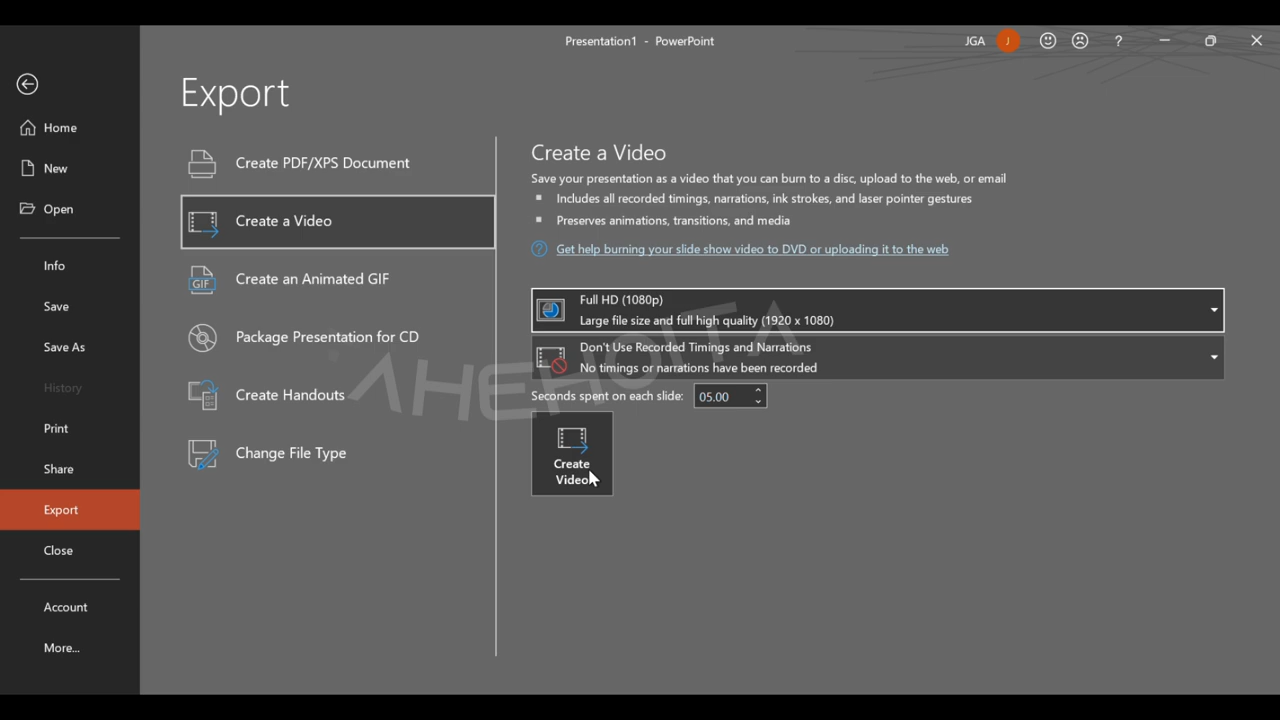 Presentation1 - PowerPoint
JGA
J
?
Export
Home
New
Open
Info
Save
Save As
History
Print
Share
Export
Close
Account
More...
Create PDF/XPS Document
Create a Video
GIF
Create an Animated GIF
Package Presentation for CD
Create Handouts
Change File Type
Create a Video
Save your presentation as a video that you can burn to a disc, upload to the web, or email
Includes all recorded timings, narrations, ink strokes, and laser pointer gestures
Preserves animations, transitions, and media
? Get help burning your slide show video to DVD or uploading it to the web
Full HD (1080p)
Large file size and full high quality (1920 x 1080)
Don't Use Recorded Timings and Narrations
No timings or narrations have been recorded
Seconds spent on each slide: 05.00
Create
Video